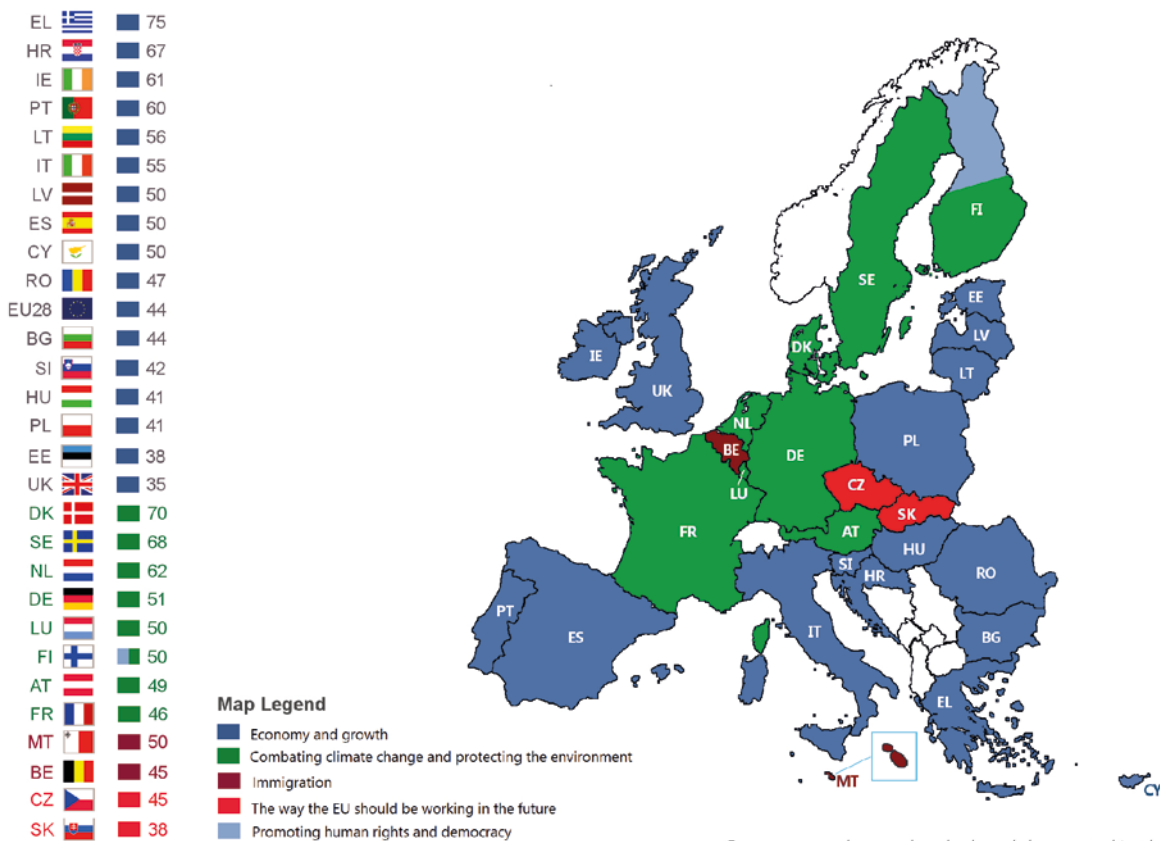 EL 75
HR 67
IE 61
PT 60
LT 56
IT 55
LV 50
ES 50
CY 50
RO 47
EU28 44
BG 44
SI 42
HU 41
PL 41
EE 38
UK 35
DK 70
SE 68
NL 62
DE 51
LU 50
FI 50
AT 49
FR 46
MT 50
BE 45
CZ 45
SK 38
Map Legend
Economy and growth
Combating climate change and protecting the environment
Immigration
The way the EU should be working in the future
Promoting human rights and democracy
FI
SE
EE
LV
LT
DK
IE
UK
NL
BE
LU
DE
PL
CZ
SK
AT
FR
HU
SI
HR
RO
PT
ES
IT
BG
EL
MT
CY